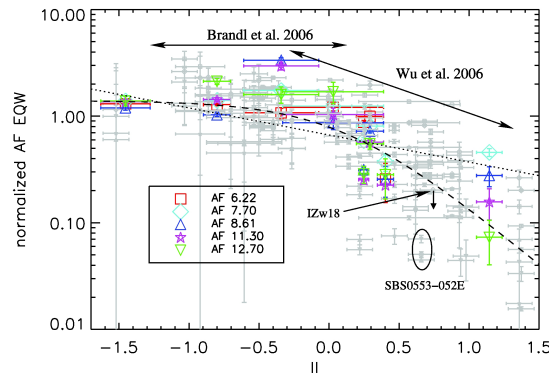 Brandl et al. 2006
Wu et al. 2006
10.00
1.00
0.10
0.01
normalized AF EQW
AF 6.22
AF 7.70
AF 8.61
AF 11.30
AF 12.70
IZw18
SBS0553-052E
-1.5
-1.0
-0.5
0.0
0.5
1.0
1.5
II